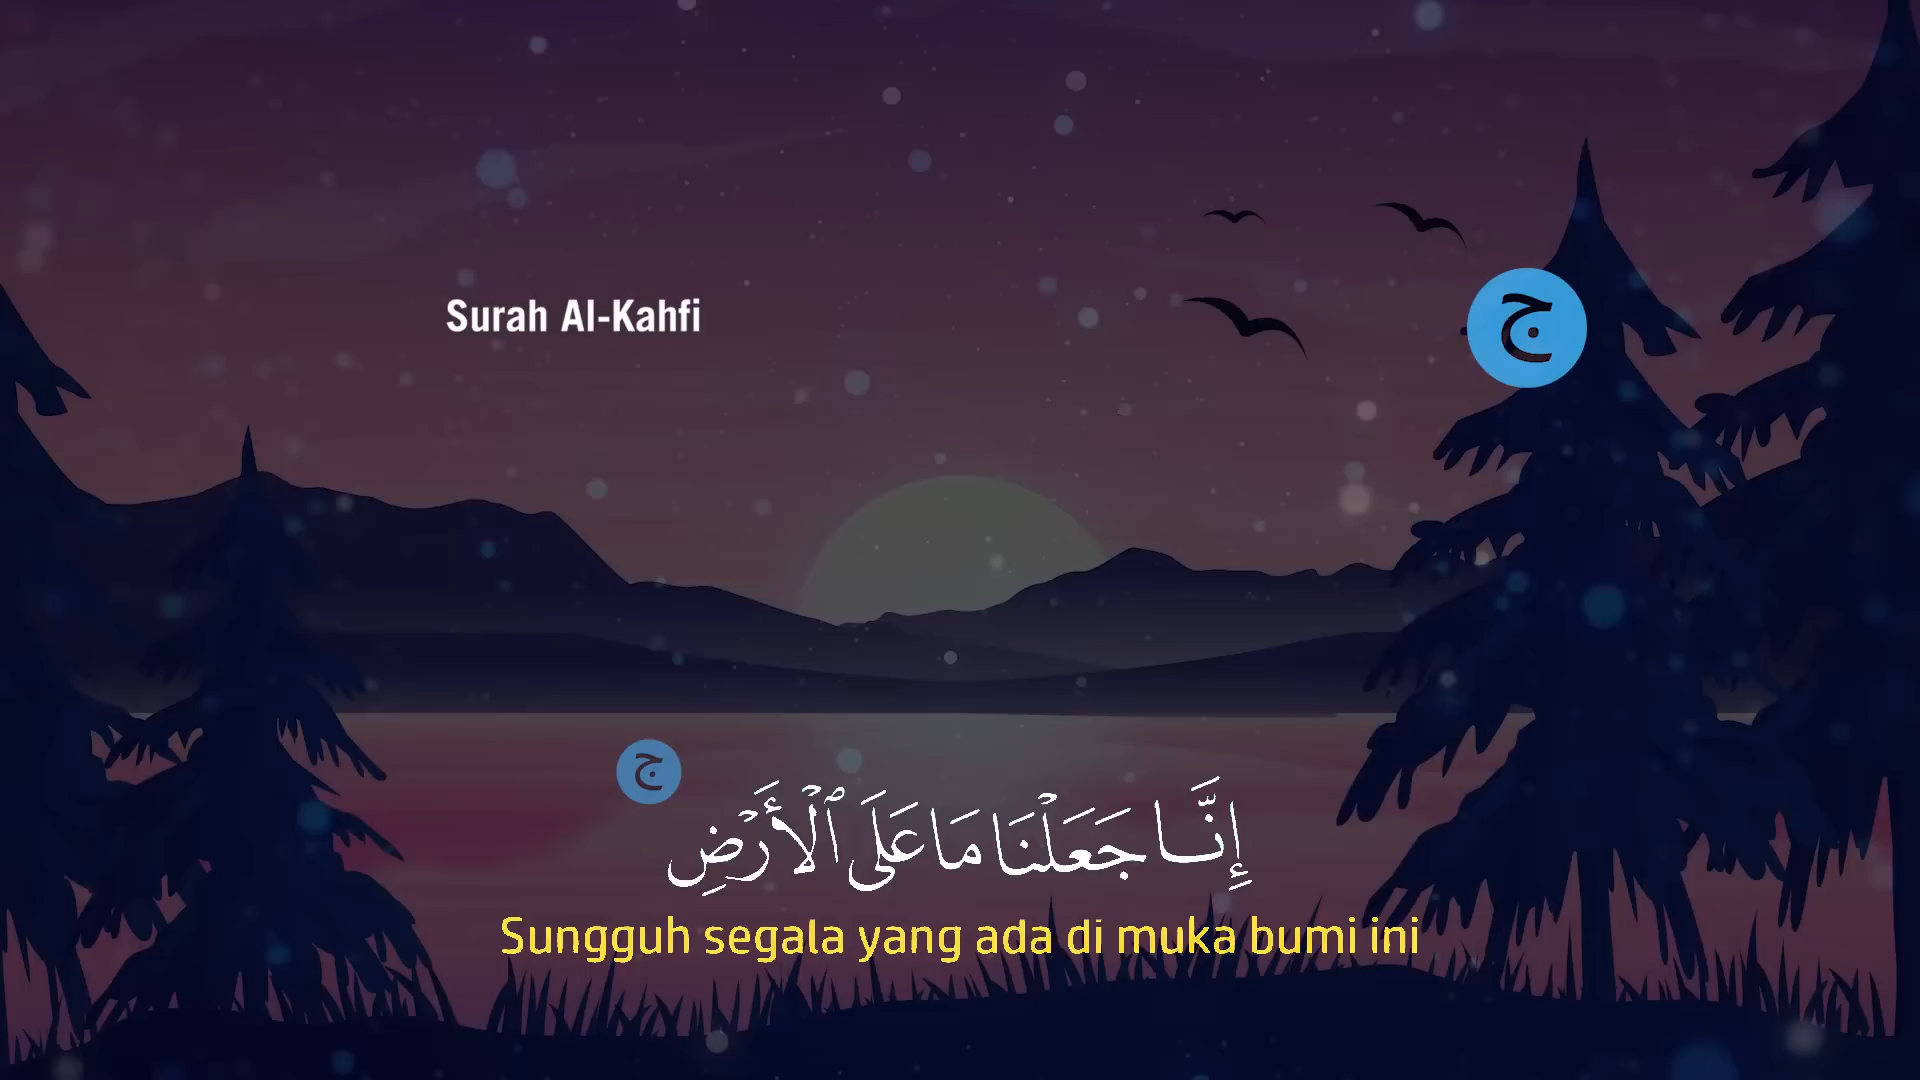 Surah Al-Kahfi
ج
ج
إِنَّا جَعَلْنَا مَا عَلَى ٱلْأَرْضِ
Sungguh segala yang ada di muka bumi ini